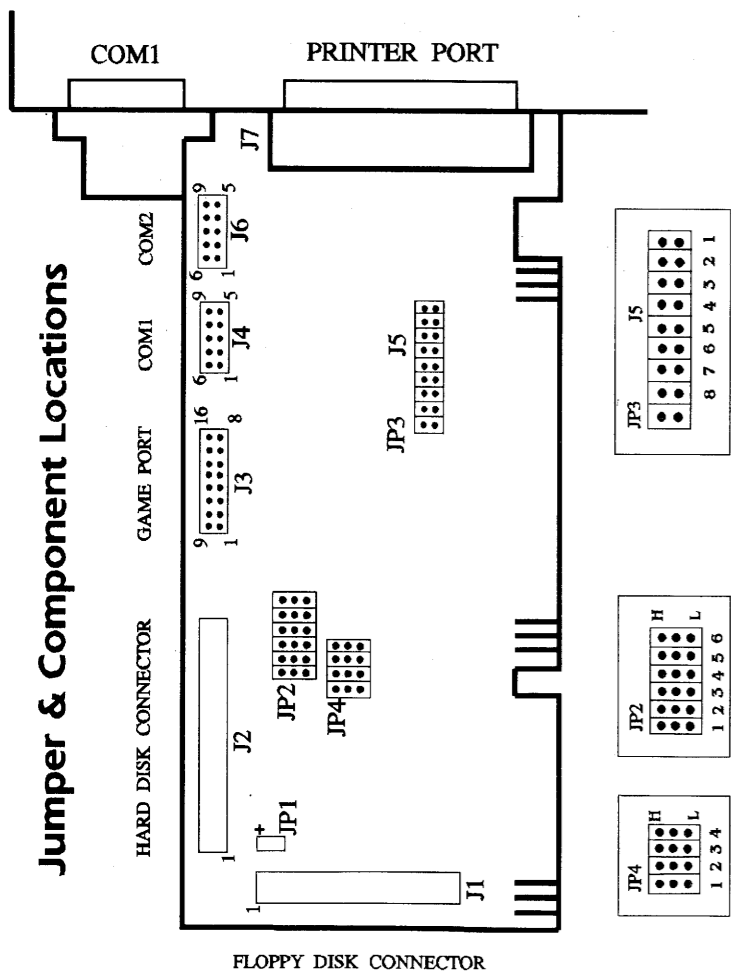 Jumper & Component Locations
COM1
PRINTER PORT
HARD DISK CONNECTOR
GAME PORT
COM1
COM2
FLOPPY DISK CONNECTOR
J7
9
5
6
1
J6
9
5
6
1
J4
16
8
9
1
J3
1
J2
JP2
JP4
+
JP1
1
J1
JP3
J5
JP4
H
L
1 2 3 4
JP2
H
L
1 2 3 4 5 6
JP3
J5
8 7 6 5 4 3 2 1